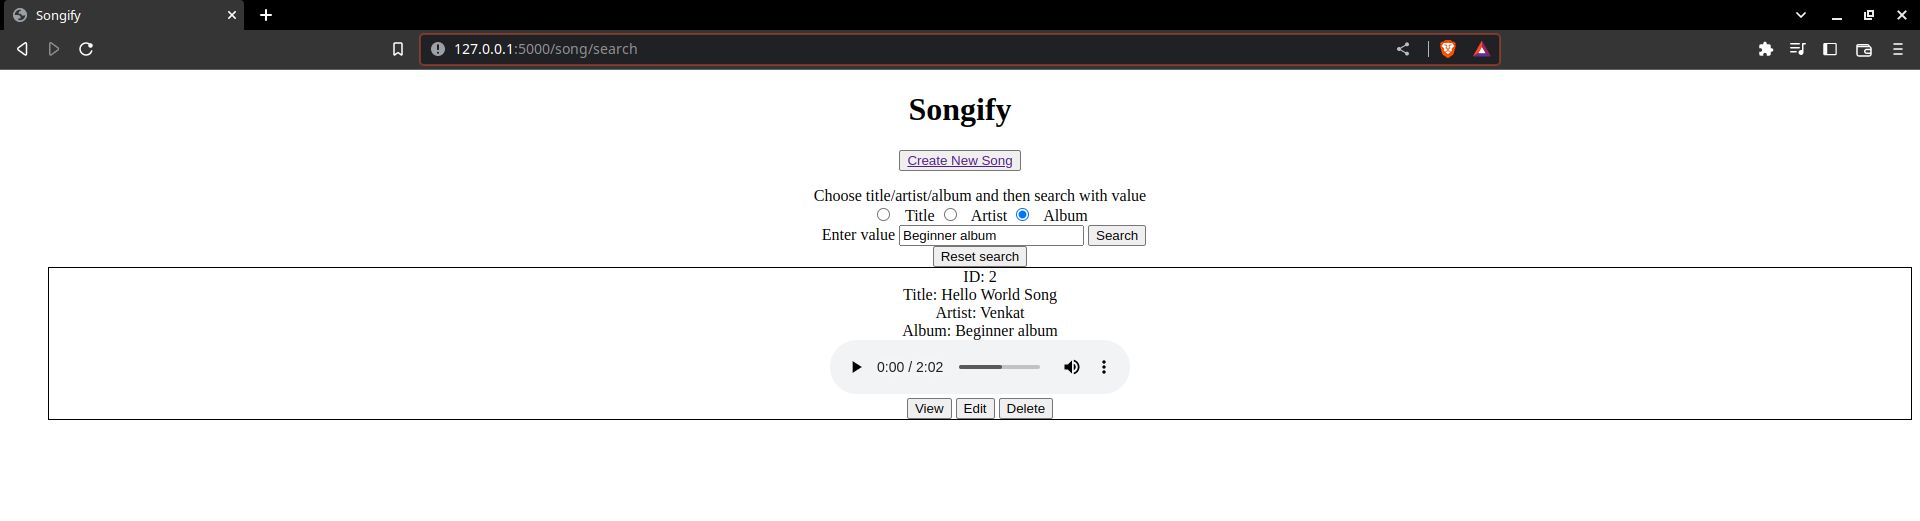 Songify
127.0.0.1:5000/song/search
Songify
Create New Song
Choose title/artist/album and then search with value
Title Artist Album
Enter value Beginner album Search
Reset search
ID: 2
Title: Hello World Song
Artist: Venkat
Album: Beginner album
0:00 / 2:02
View Edit Delete